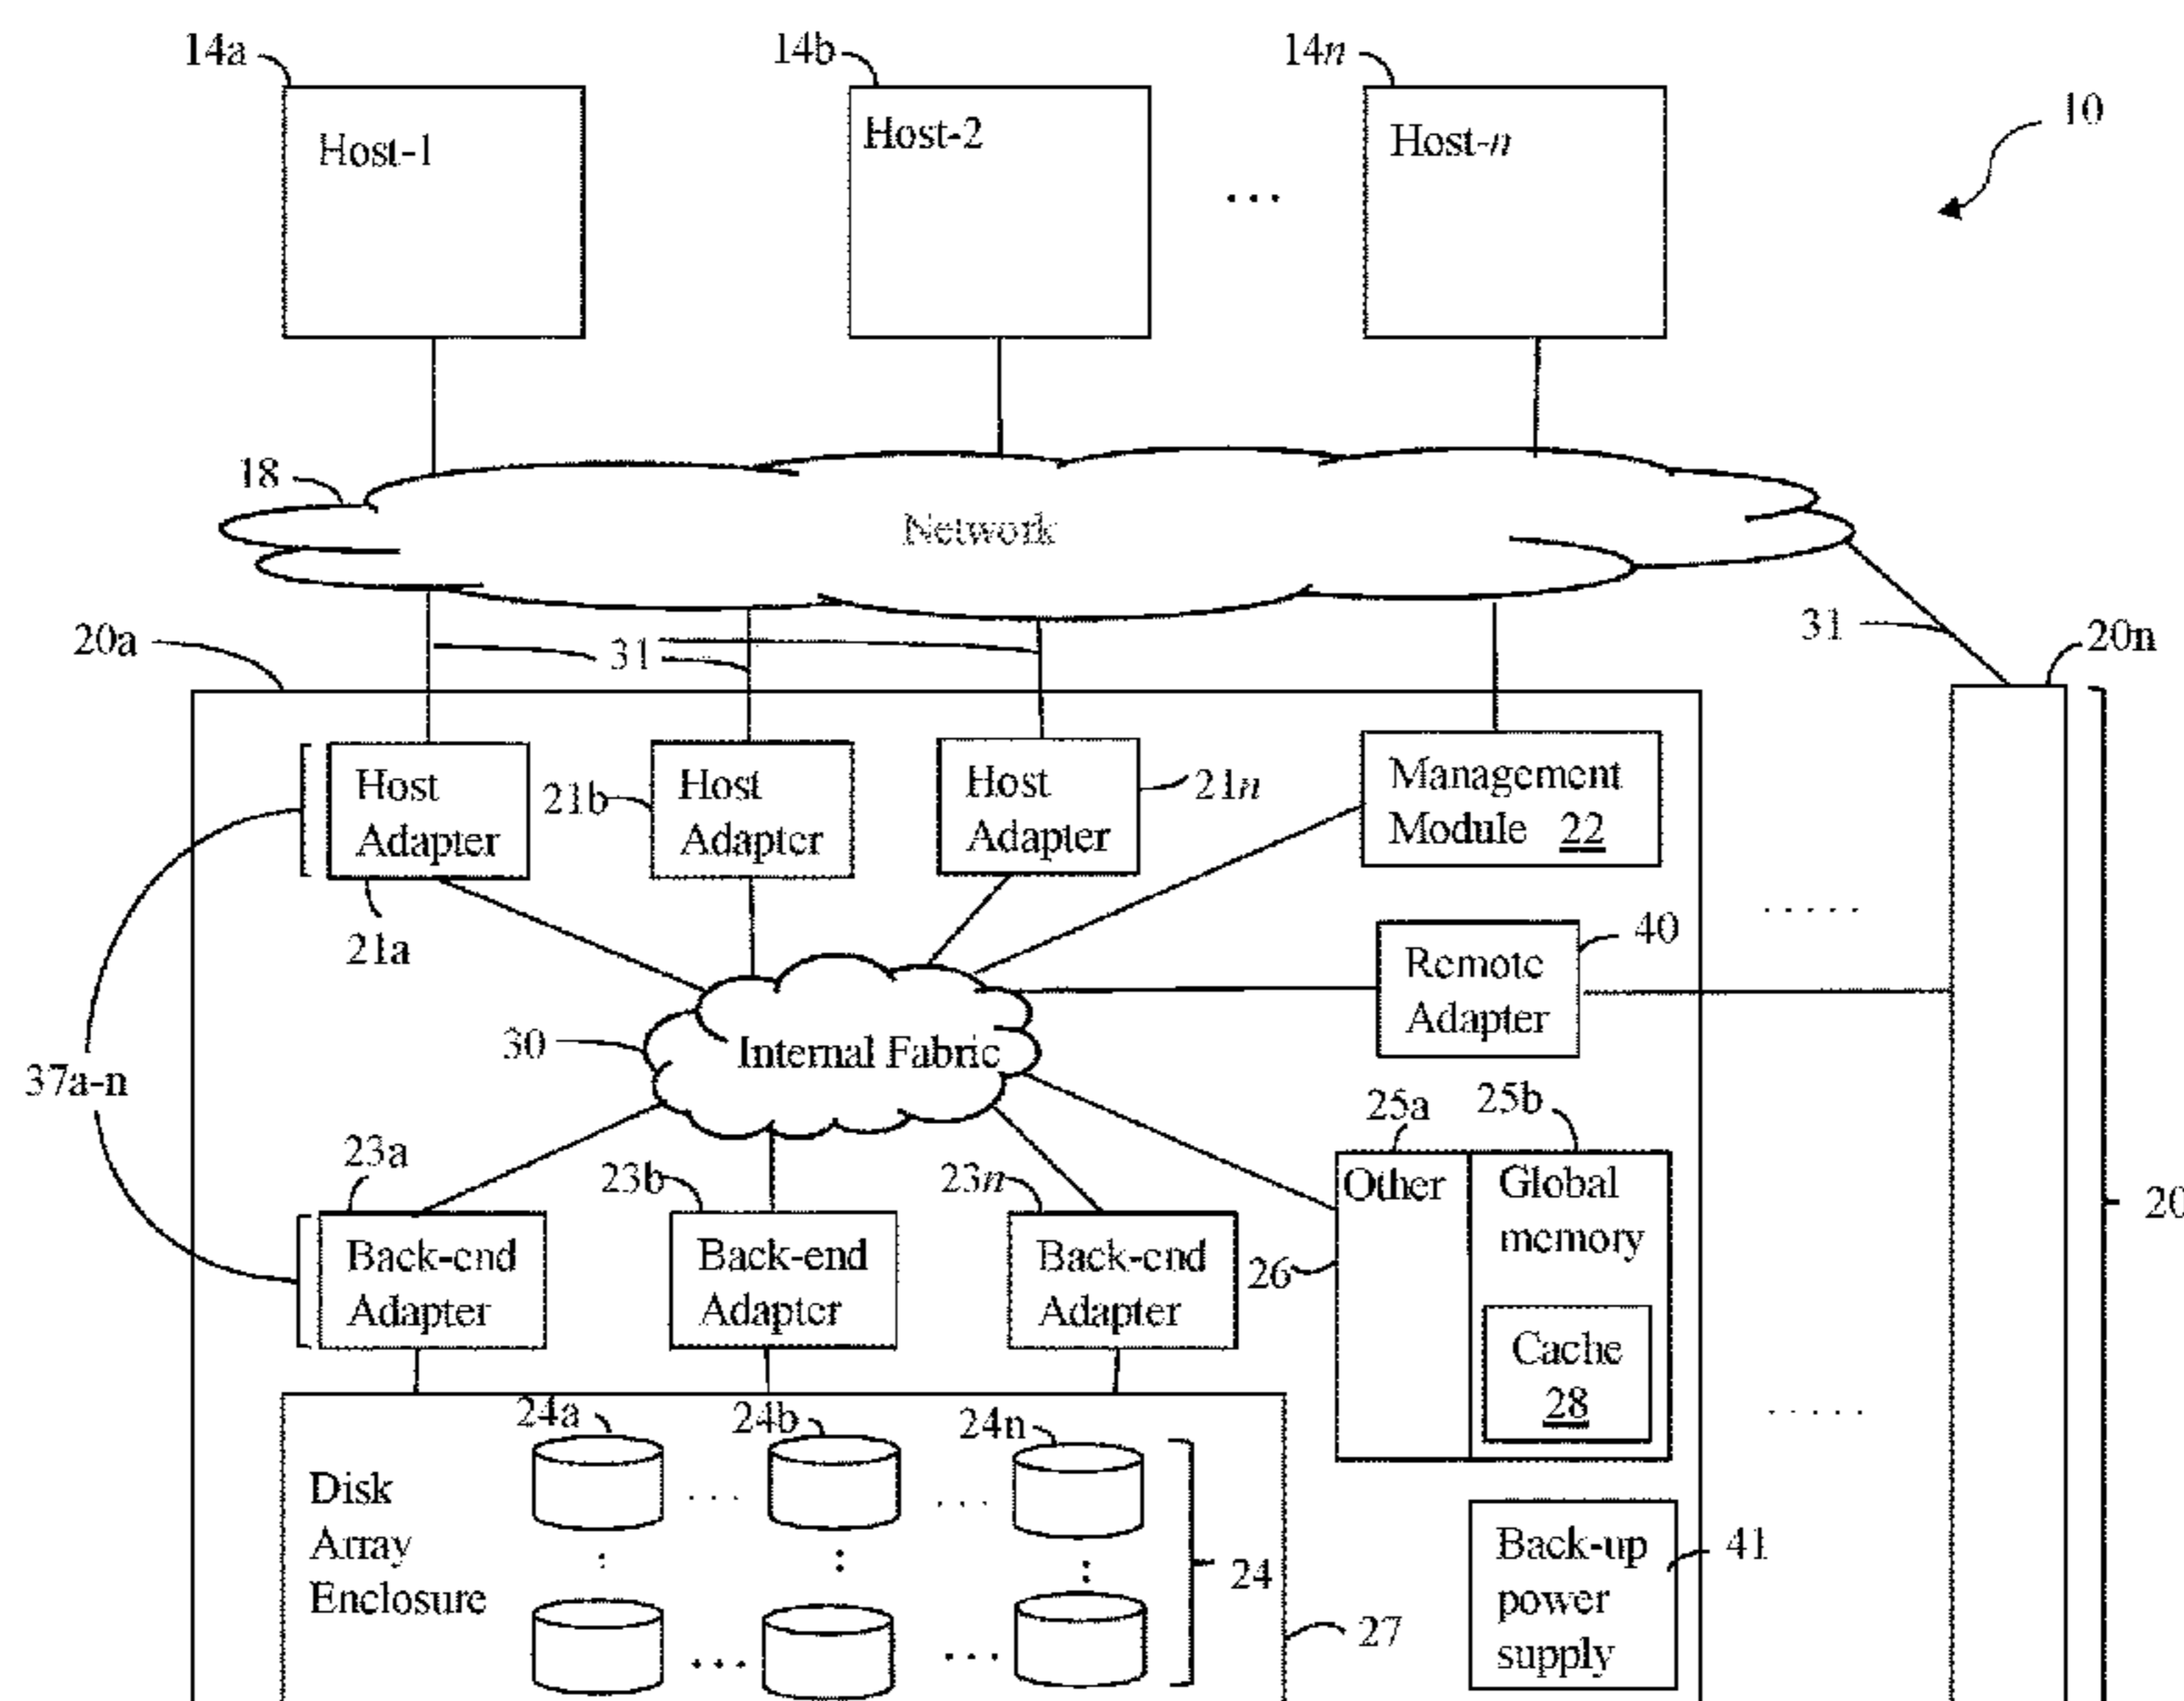 14a
14b
14n
10
Host-1
Host-2
Host-n
...
18
Network
20a
31
31
20n
Host
Adapter
21b
Host
Adapter
Host
Adapter
21n
Management
Module 22
21a
40
Remote
Adapter
30
Internal Fabric
37a-n
25a
25b
23a
23b
23n
Other
Global
memory
20
Back-end
Adapter
Back-end
Adapter
Back-end
Adapter
26
Cache
28
24a
24b
24n
Disk
Array
Enclosure
24
27
Back-up
power
supply
41